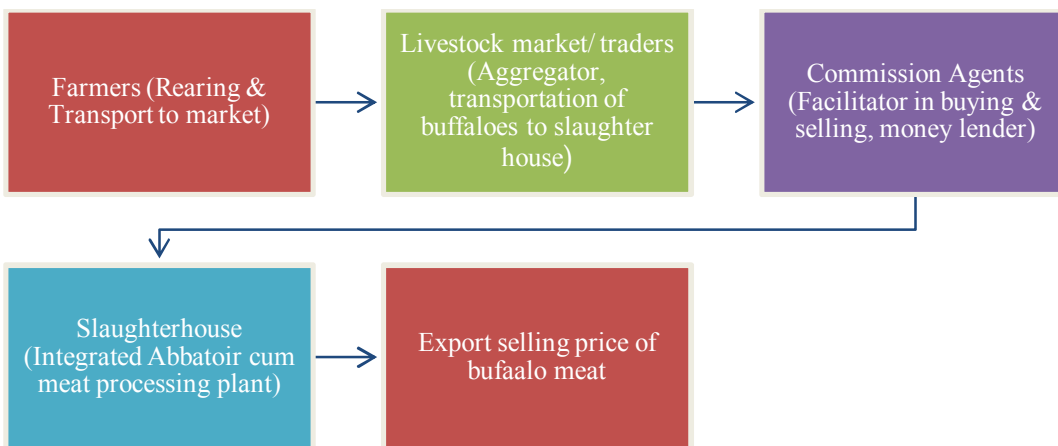 Farmers (Rearing &
Transport to market)
Livestock market/ traders
(Aggregator,
transportation of
buffaloes to slaughter
house)
Commission Agents
(Facilitator in buying &
selling, money lender)
Slaughterhouse
(Integrated Abbatoir cum
meat processing plant)
Export selling price of
bufaalo meat